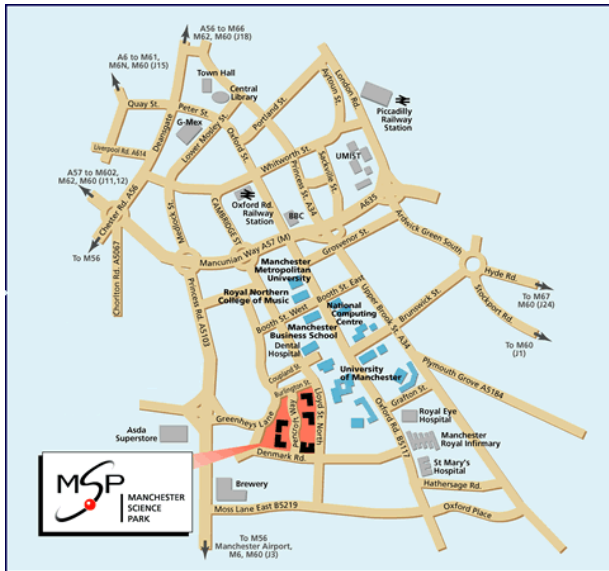 A56 to M66
M62, M60 (J18)
A6 to M61,
M6N, M60 (J15)
Town Hall
Central
Library
Quay St.
Peter St.
G-Mex
Deansgate
Lower Mosley St.
Oxford St.
Portland St.
Aytoun St.
London Rd.
Piccadilly
Railway
Station
Liverpool Rd. A614
A57 to M602,
M62, M60 (J11,12)
Chester Rd. A56
To M56
Chorlton Rd. A5067
Medlock St
CAMBRIDGE ST
Whitworth St.
Princess St. A34
Sackville St.
UMIST
Oxford Rd.
Railway
Station
BBC
A635
Mancunian Way A57 (M)
Grosvenor St.
Ardwick Green South
Hyde Rd.
To M67
M60 (J24)
Stockport Rd.
To M60
(J1)
Manchester
Metropolitan
University
Royal Northern
College of Music
Booth St. West
Booth St. East
National
Computing
Centre
Upper Brook St. A34
Brunswick St.
Manchester
Business School
Dental
Hospital
Princess Rd. A5103
Coupland St.
Burlington St.
University
of Manchester
Plymouth Grove A5184
Grafton St.
Oxford Rd. B5117
Lloyd St. North
Pencroft Way
Greenheys Lane
Denmark Rd.
Asda
Superstore
Royal Eye
Hospital
Manchester
Royal Infirmary
St Mary's
Hospital
Hathersage Rd.
Oxford Place
Brewery
Moss Lane East B5219
MSP
MANCHESTER
SCIENCE
PARK
To M56
Manchester Airport,
M6, M60 (J3)